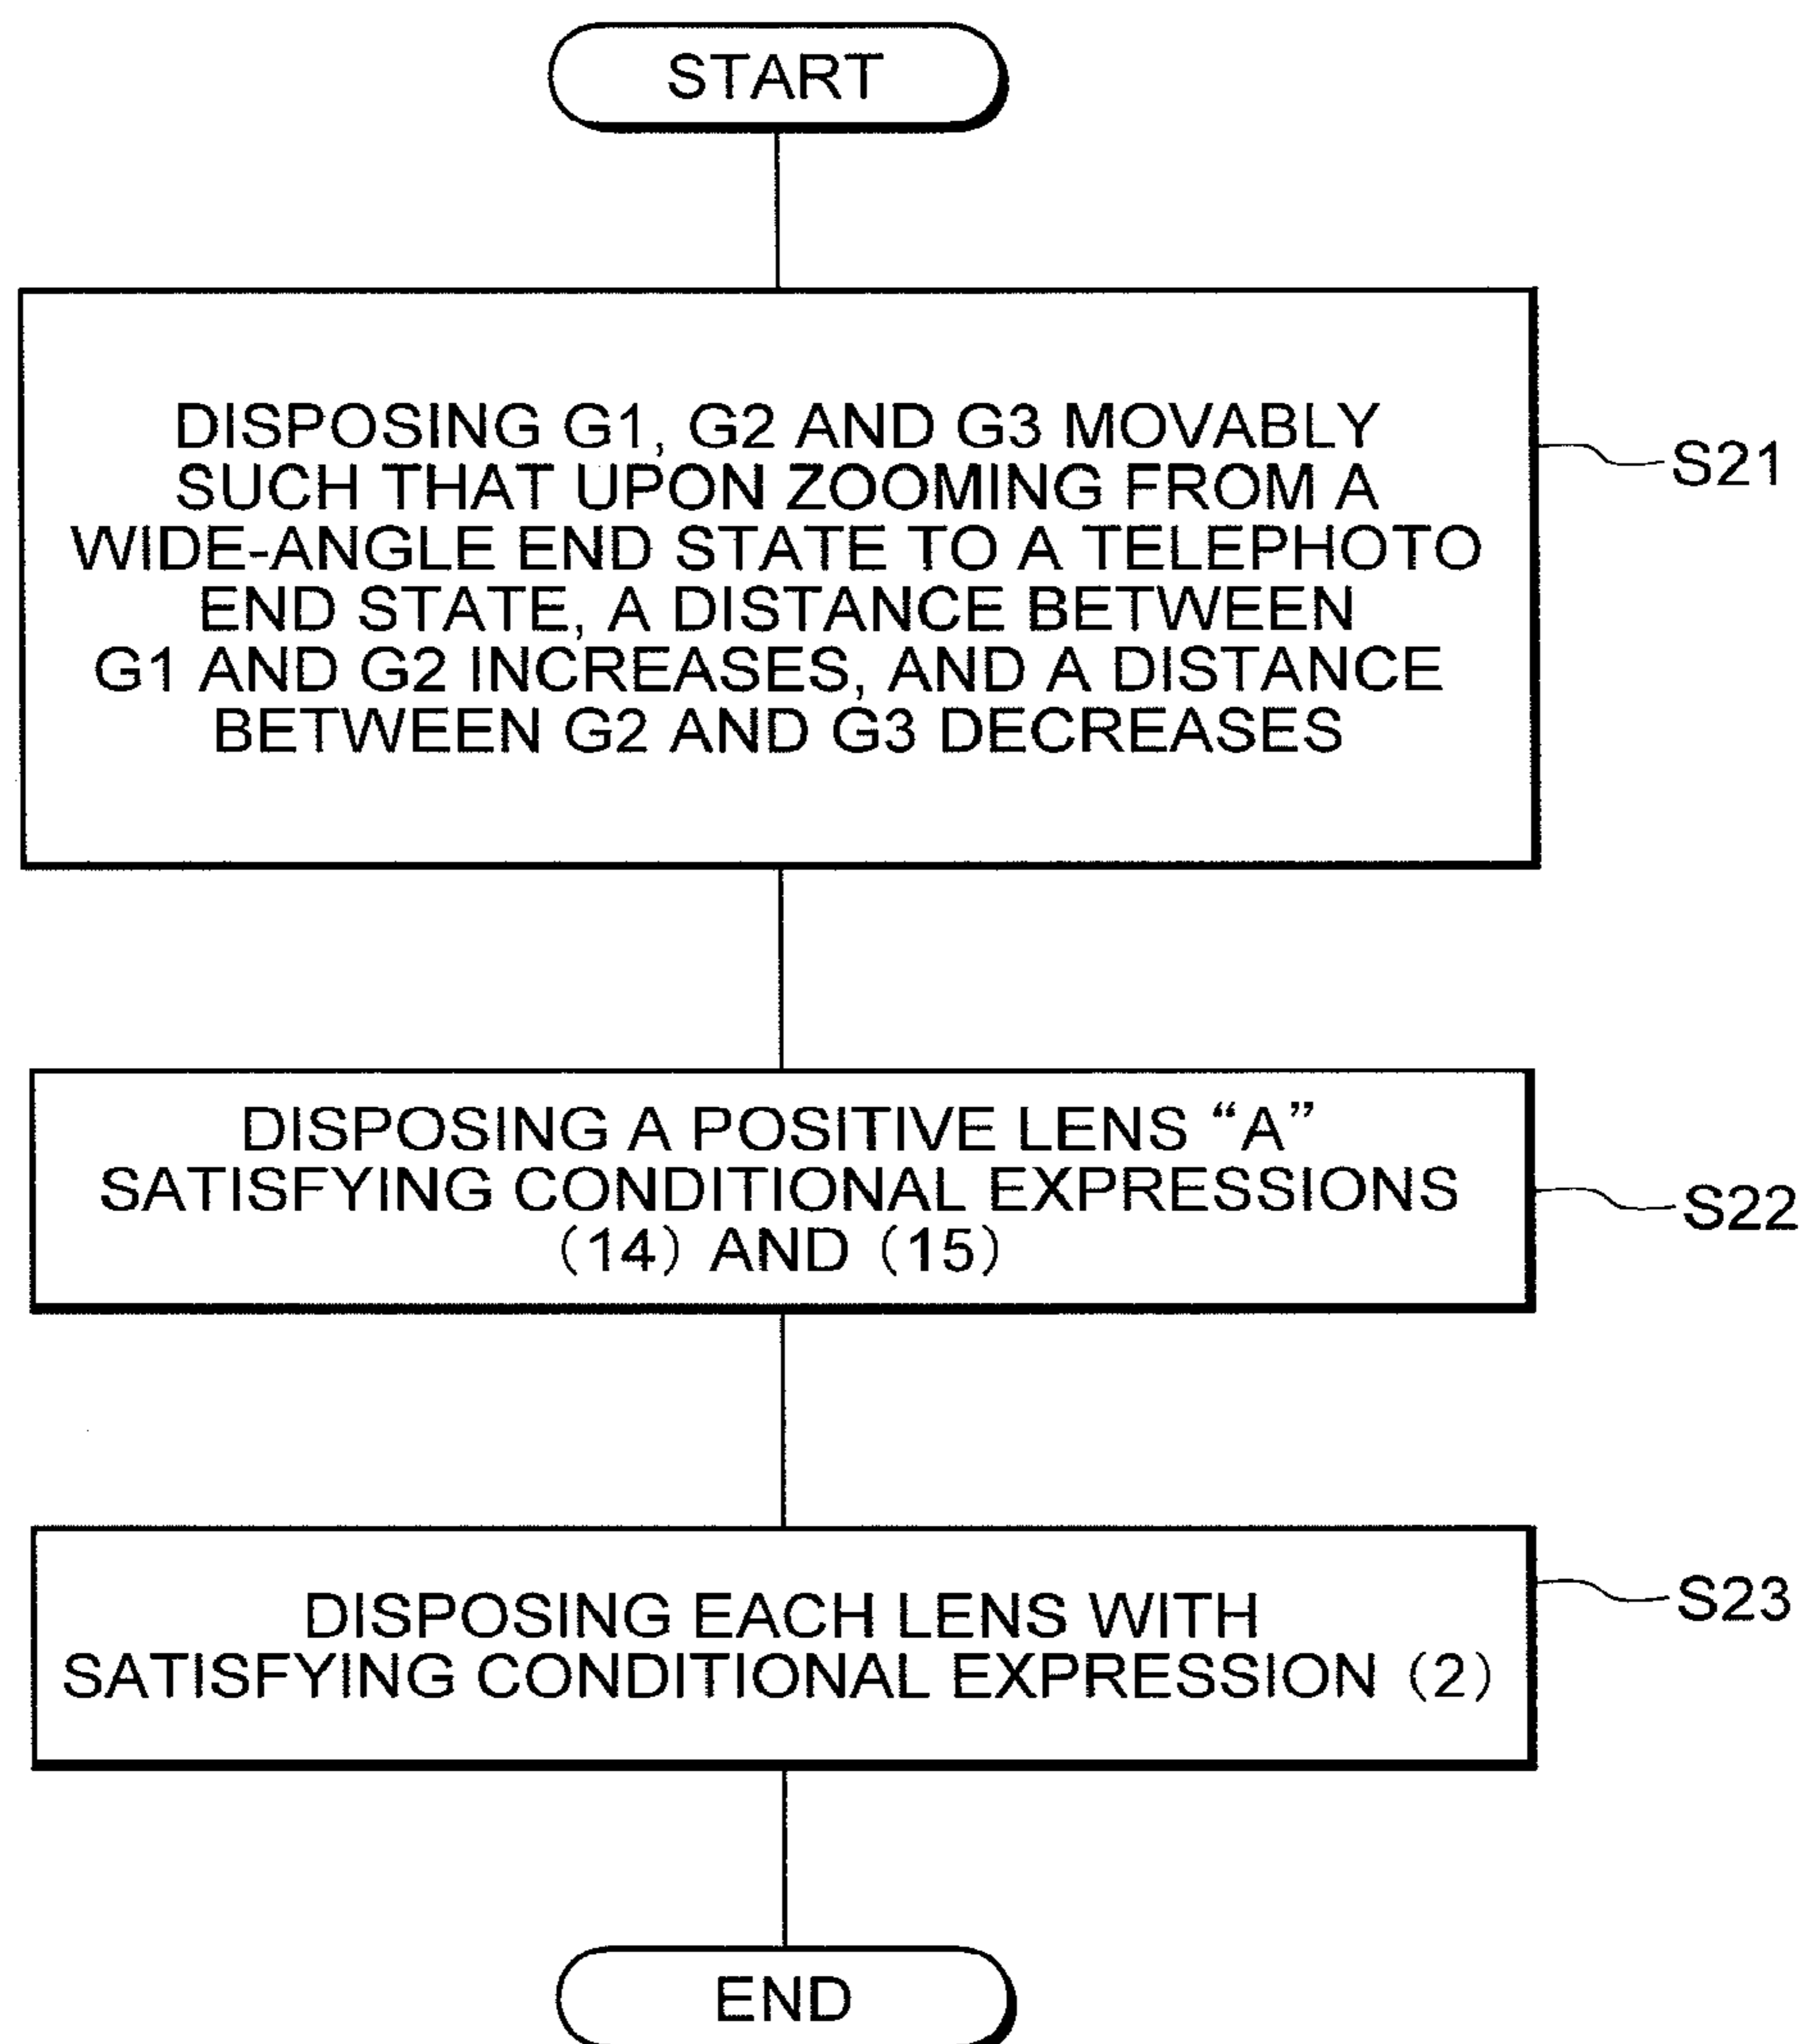 START
DISPOSING G1, G2 AND G3 MOVABLY
SUCH THAT UPON ZOOMING FROM A
WIDE-ANGLE END STATE TO A TELEPHOTO
END STATE, A DISTANCE BETWEEN
G1 AND G2 INCREASES, AND A DISTANCE
BETWEEN G2 AND G3 DECREASES
S21
DISPOSING A POSITIVE LENS “A”
SATISFYING CONDITIONAL EXPRESSIONS
(14) AND (15)
S22
DISPOSING EACH LENS WITH
SATISFYING CONDITIONAL EXPRESSION (2)
S23
END